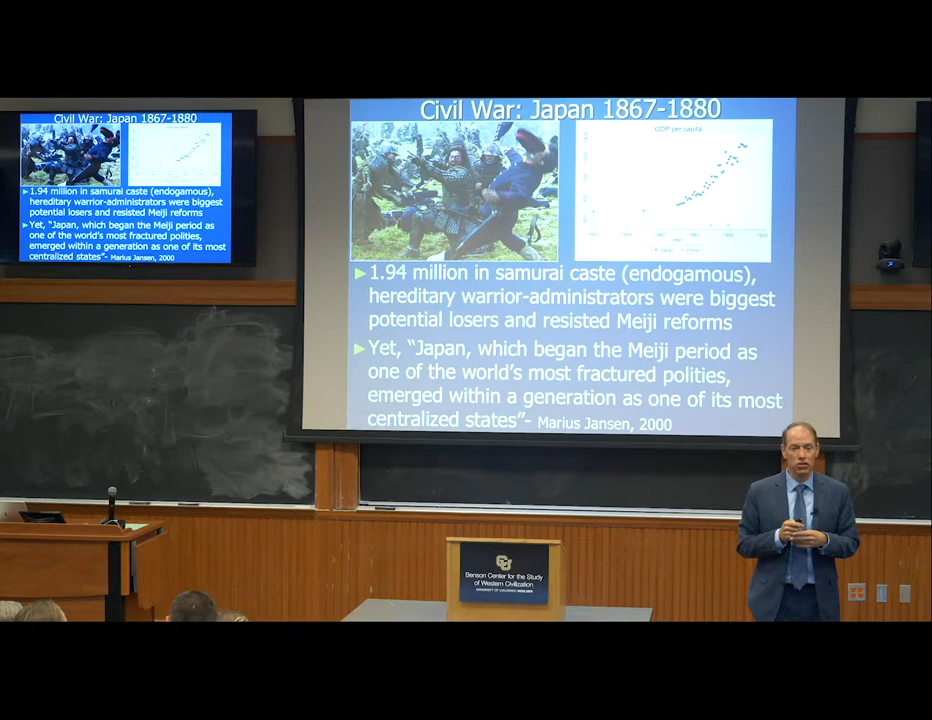 Civil War: Japan 1867-1880
1.94 million in samurai caste (endogamous),
hereditary warrior-administrators were biggest
potential losers and resisted Meiji reforms
Yet, "Japan, which began the Meiji period as
one of the world's most fractured polities,
emerged within a generation as one of its most
centralized states"- Marius Jansen, 2000
Civil War: Japan 1867-1880
GDP per capita
year
Japan China
1.94 million in samurai caste (endogamous),
hereditary warrior-administrators were biggest
potential losers and resisted Meiji reforms
Yet, "Japan, which began the Meiji period as
one of the world's most fractured polities,
emerged within a generation as one of its most
centralized states"- Marius Jansen, 2000
CU
Benson Center for the Study
of Western Civilization
UNIVERSITY OF COLORADO BOULDER